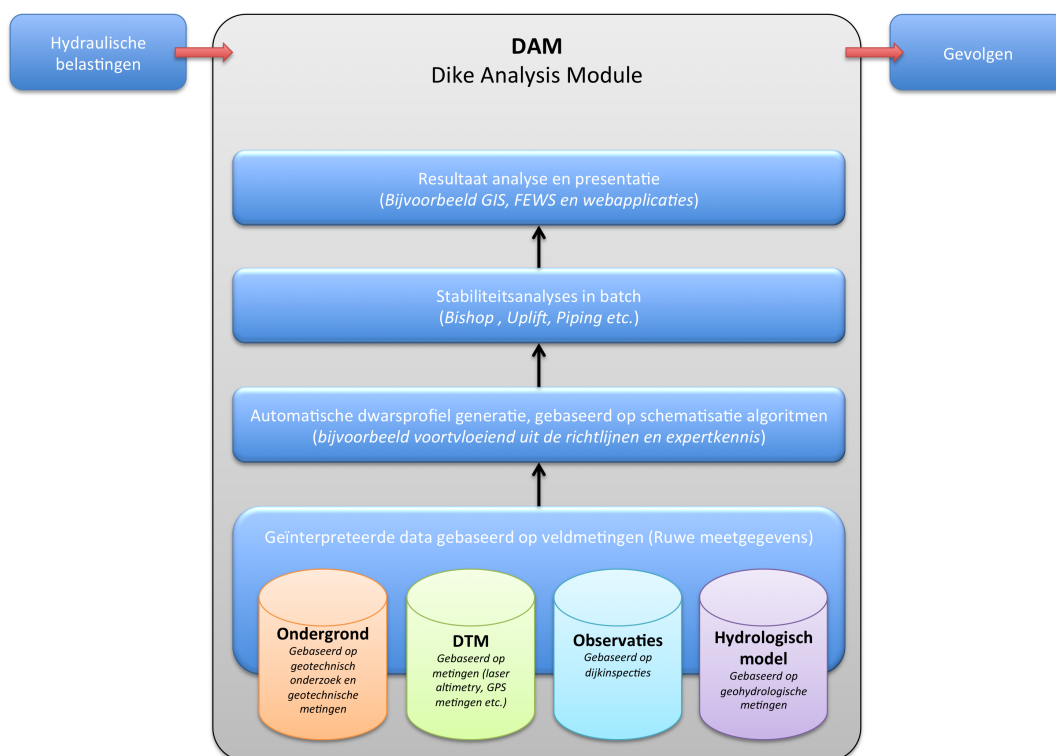 Hydraulische
belastingen
DAM
Dike Analysis Module
Gevolgen
Resultaat analyse en presentatie
(Bijvoorbeeld GIS, FEWS en webapplicaties)
Stabiliteitsanalyses in batch
(Bishop , Uplift, Piping etc.)
Automatische dwarsprofiel generatie, gebaseerd op schematisatie algoritmen
(bijvoorbeeld voortvloeiend uit de richtlijnen en expertkennis)
Geïnterpreteerde data gebaseerd op veldmetingen (Ruwe meetgegevens)
Ondergrond
Gebaseerd op
geotechnisch
onderzoek en
geotechnische
metingen
DTM
Gebaseerd op
metingen (laser
altimetry, GPS
metingen etc.)
Observaties
Gebaseerd op
dijkinspecties
Hydrologisch
model
Gebaseerd op
geohydrologische
metingen